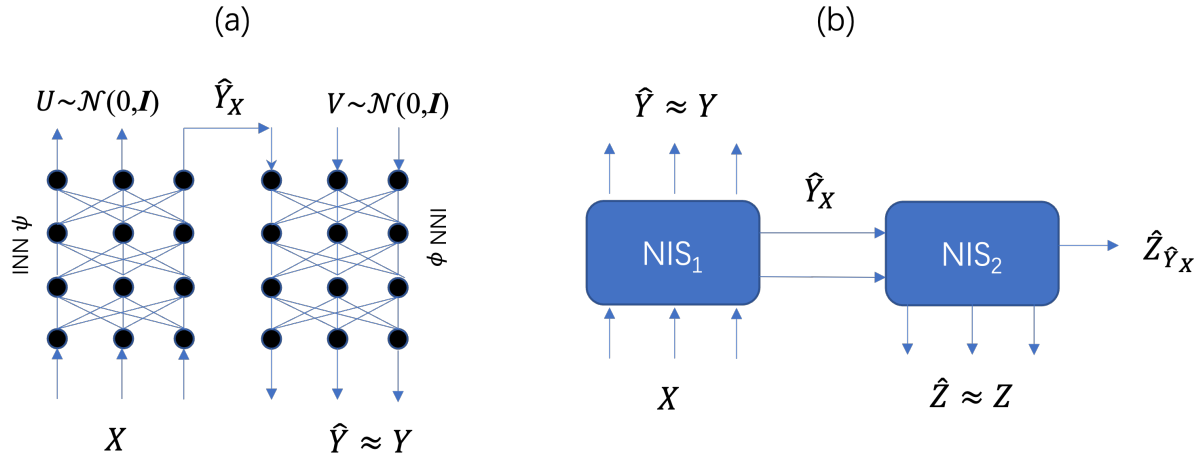 (a)
U~𝒩(0,I)
Ŷ_X
V~𝒩(0,I)
INN ψ
INN ϕ
X
Ŷ ≈ Y
(b)
Ŷ ≈ Y
Ŷ_X
NIS₁
NIS₂
Ẑ_{Ŷ_X}
X
Ẑ ≈ Z